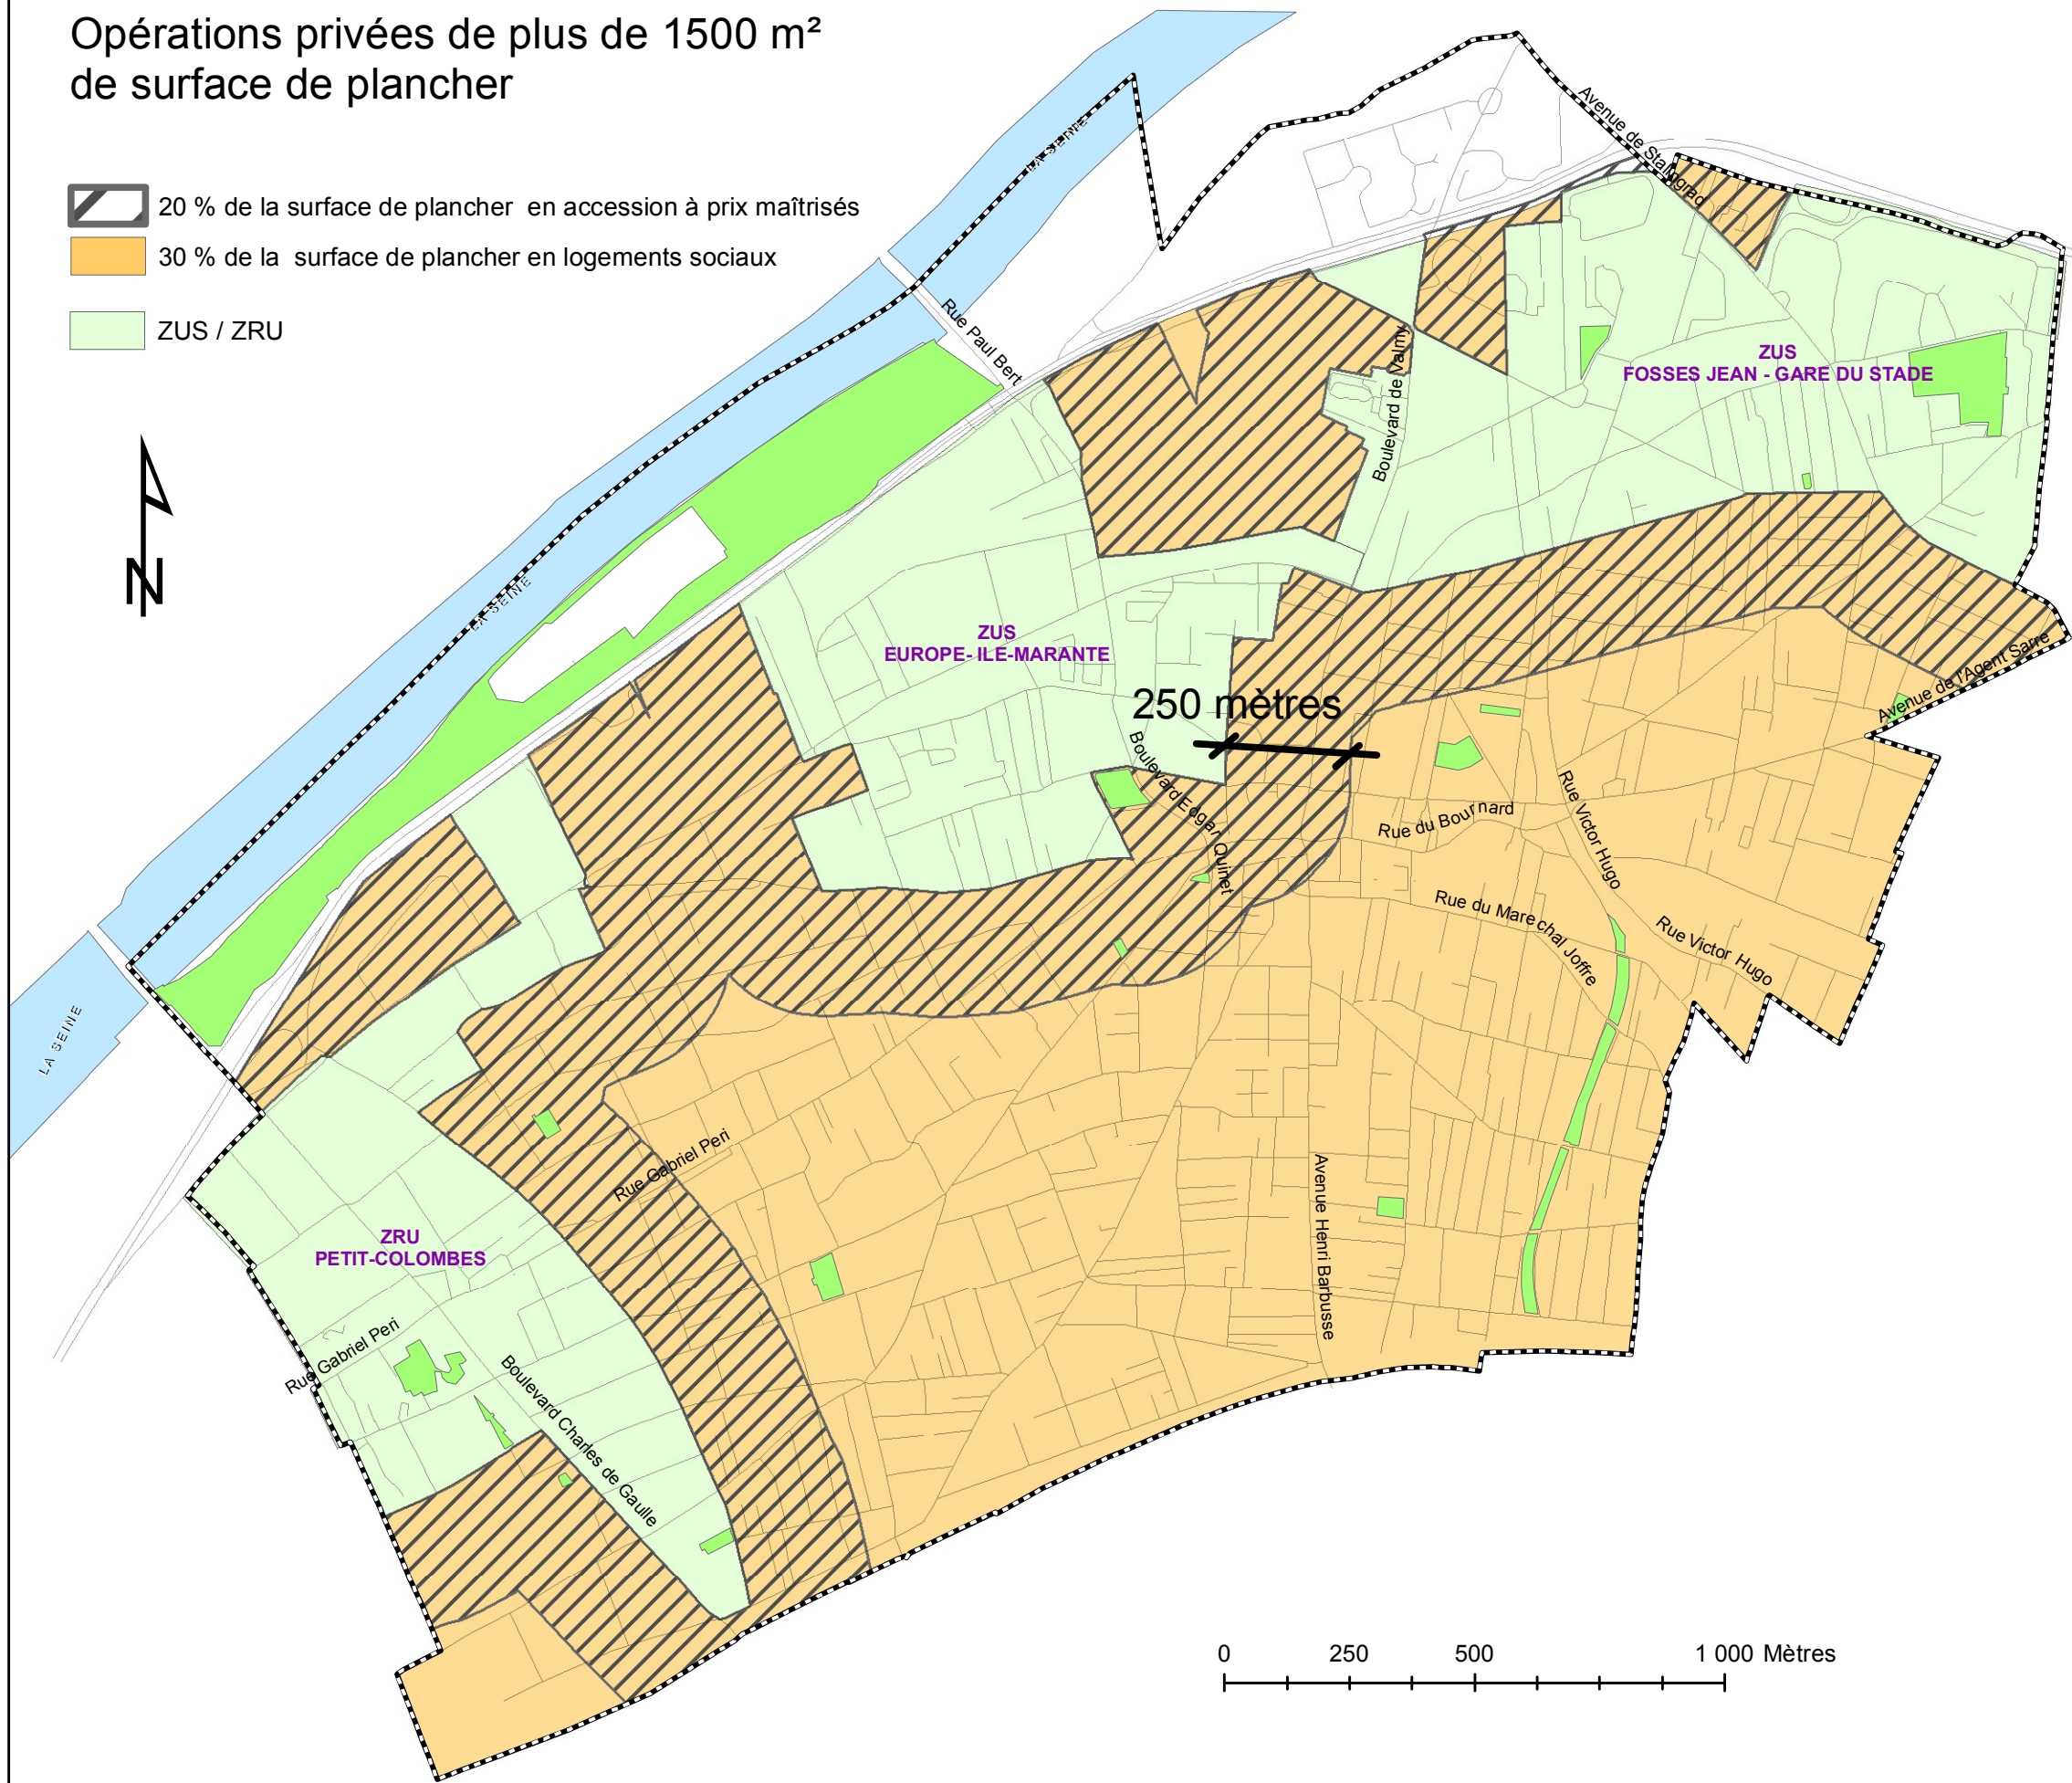 Opérations privées de plus de 1500 m²
de surface de plancher
20 % de la surface de plancher en accession à prix maîtrisés
30 % de la surface de plancher en logements sociaux
ZUS / ZRU
N
LA SEINE
Avenue de Stalingrad
Rue Paul Bert
Boulevard de Valmy
ZUS
FOSSES JEAN - GARE DU STADE
LA SEINE
ZUS
EUROPE- ILE-MARANTE
250 mètres
Avenue de l'Agent Sarre
Boulevard Edgar Quinet
Rue du Bournard
Rue Victor Hugo
Rue du Marechal Joffre
Rue Victor Hugo
LA SEINE
Rue Gabriel Peri
Avenue Henri Barbusse
ZRU
PETIT-COLOMBES
Rue Gabriel Peri
Boulevard Charles de Gaulle
0 250 500 1 000 Mètres